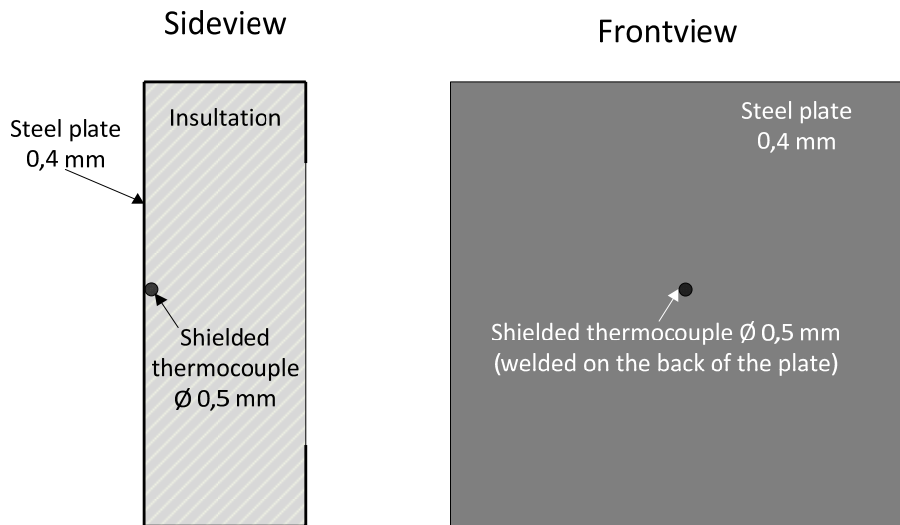 Sideview
Frontview
Insultation
Steel plate
0,4 mm
Shielded
thermocouple
Ø 0,5 mm
Steel plate
0,4 mm
Shielded thermocouple Ø 0,5 mm
(welded on the back of the plate)